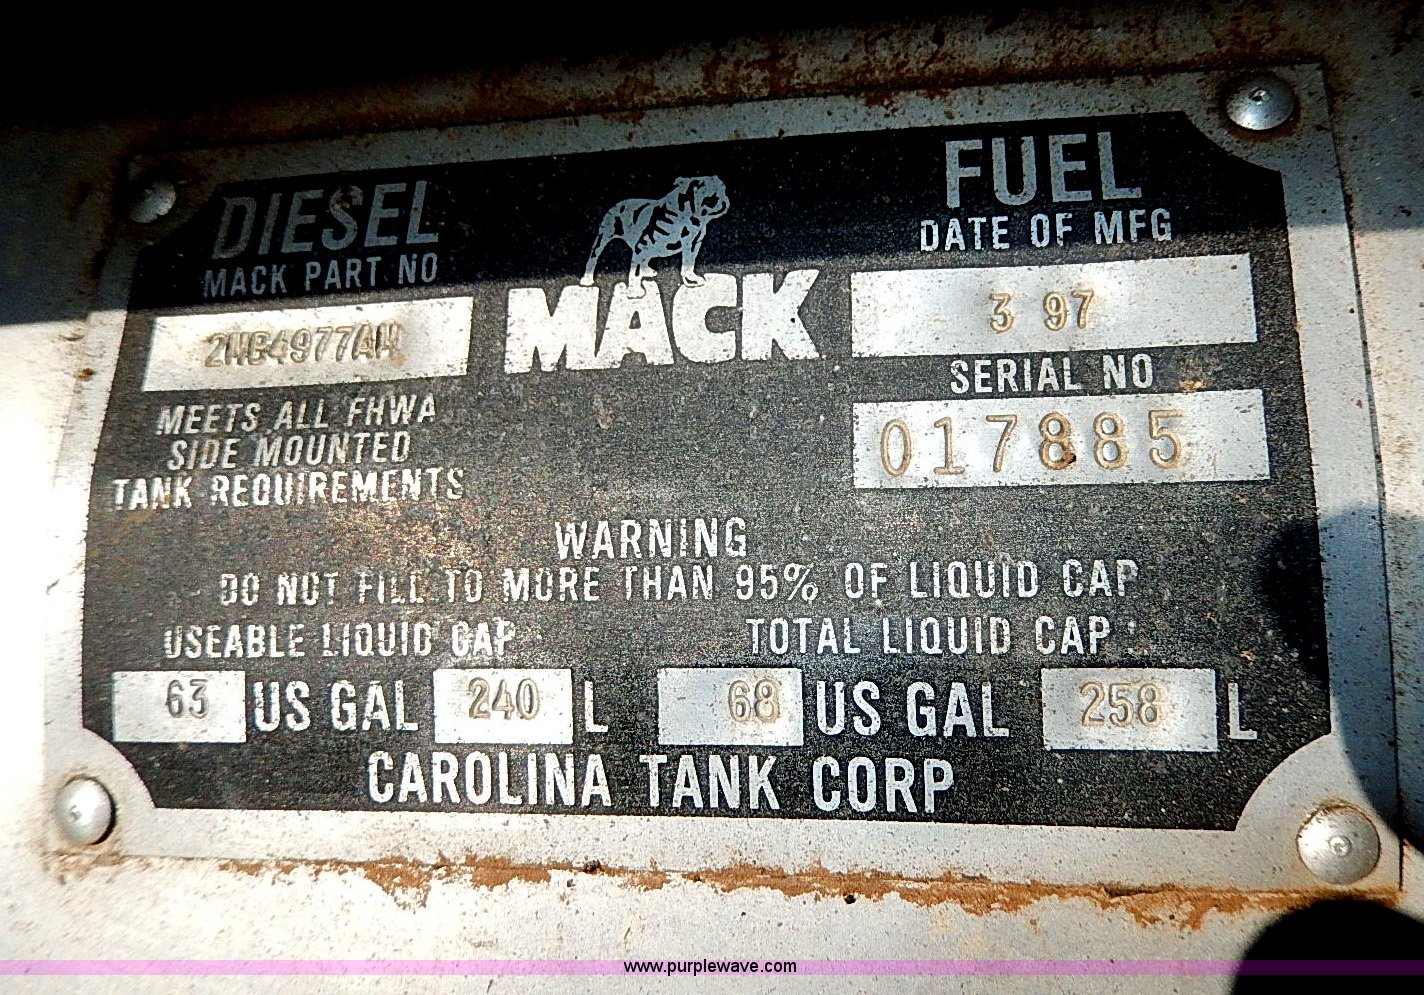 DIESEL
MACK PART NO
MEETS ALL FHWA
SIDE MOUNTED
TANK REQUIREMENTS
MACK
FUEL
DATE OF MFG
3 97
SERIAL NO
017885
WARNING
DO NOT FILL TO MORE THAN 95% OF LIQUID CAP
USEABLE LIQUID CAP
TOTAL LIQUID CAP
63 US GAL 240 L 68 US GAL 258 L
CAROLINA TANK CORP
www.purplewave.com